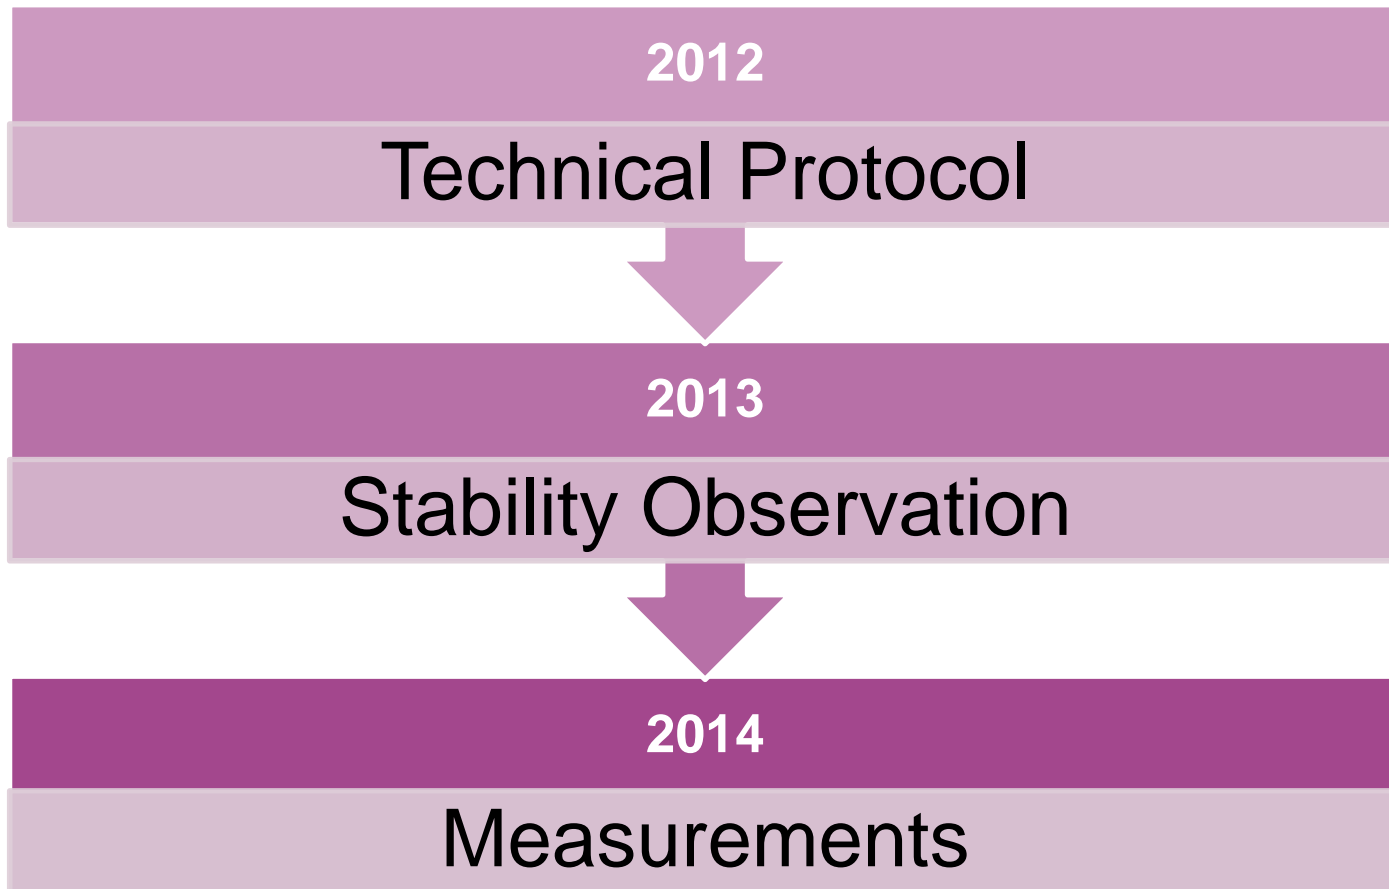 2012
Technical Protocol
2013
Stability Observation
2014
Measurements